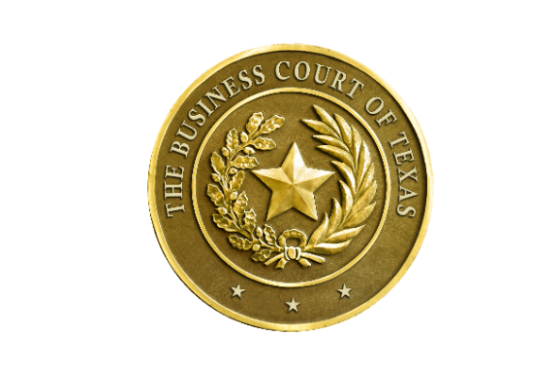 THE BUSINESS COURT OF TEXAS